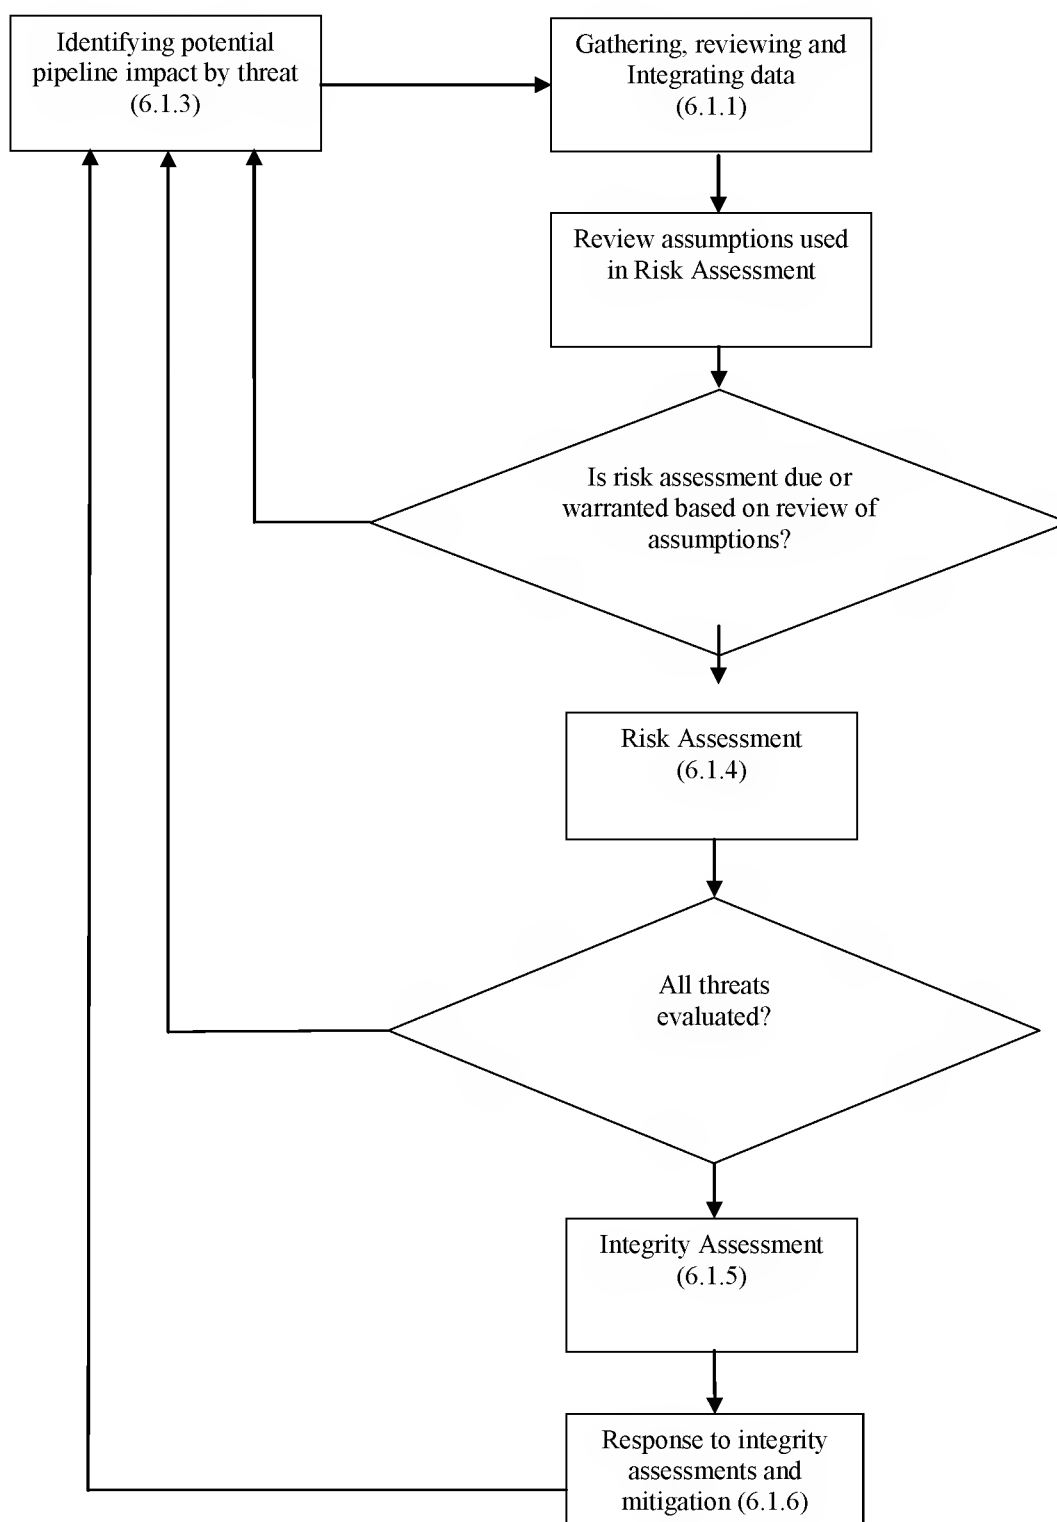 Identifying potential
pipeline impact by threat
(6.1.3)
Gathering, reviewing and
Integrating data
(6.1.1)
Review assumptions used
in Risk Assessment
Is risk assessment due or
warranted based on review of
assumptions?
Risk Assessment
(6.1.4)
All threats
evaluated?
Integrity Assessment
(6.1.5)
Response to integrity
assessments and
mitigation (6.1.6)